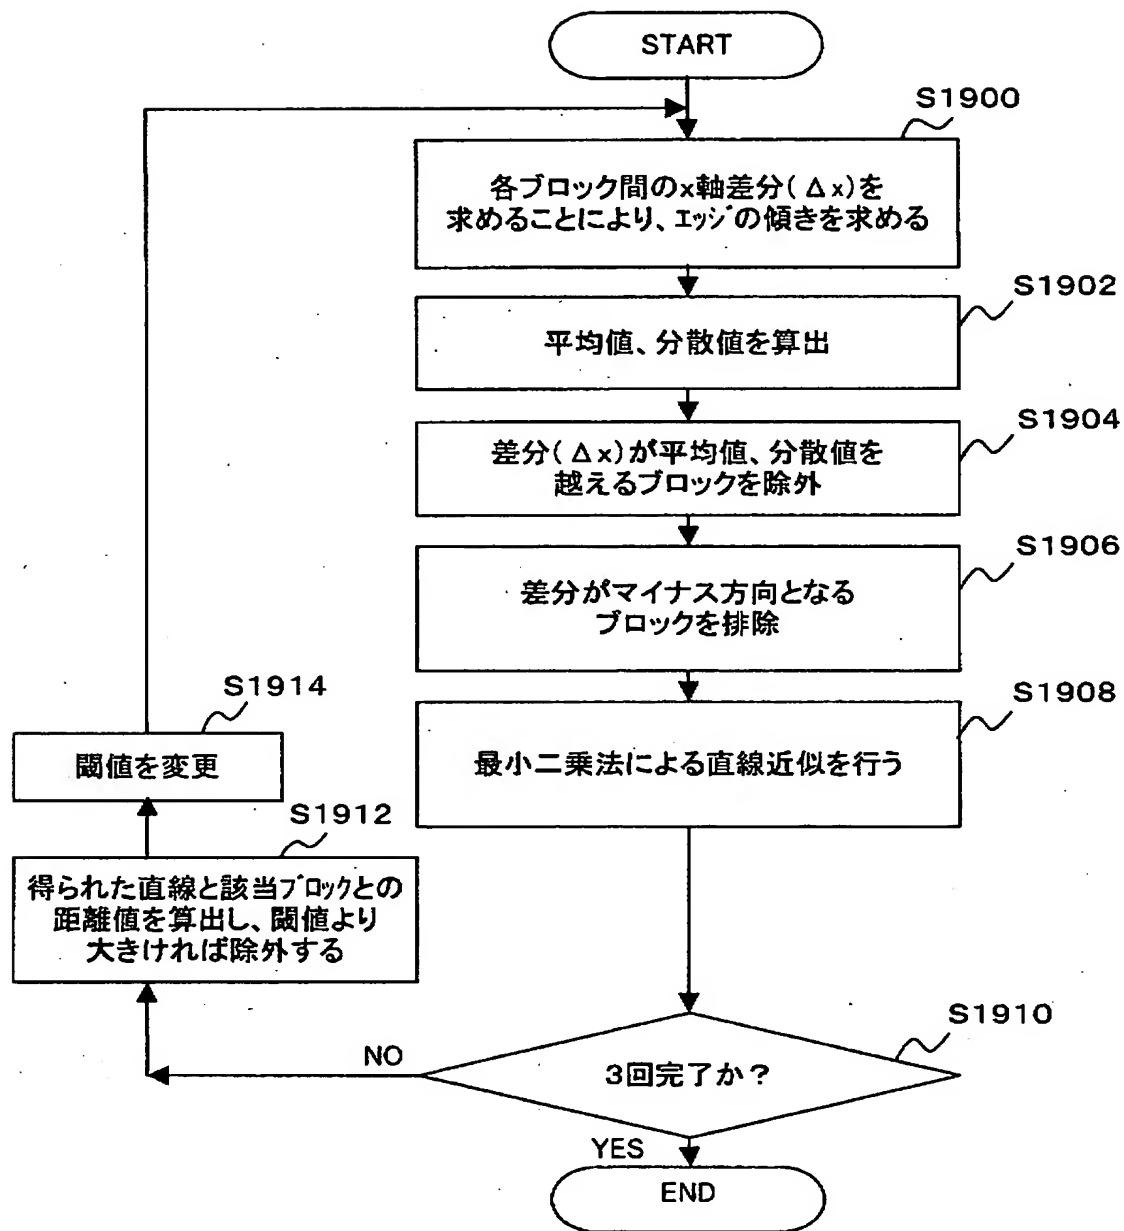 START
S1900
各ブロック間のx軸差分(Δx)を
求めることにより、ｴｯｼﾞの傾きを求める
S1902
平均値、分散値を算出
S1904
差分(Δx)が平均値、分散値を
越えるブロックを除外
S1906
差分がマイナス方向となる
ブロックを排除
S1908
最小二乗法による直線近似を行う
S1910
3回完了か？
NO
YES
END
S1912
得られた直線と該当ﾌﾞﾛｯｸとの
距離値を算出し、閾値より
大きければ除外する
S1914
閾値を変更